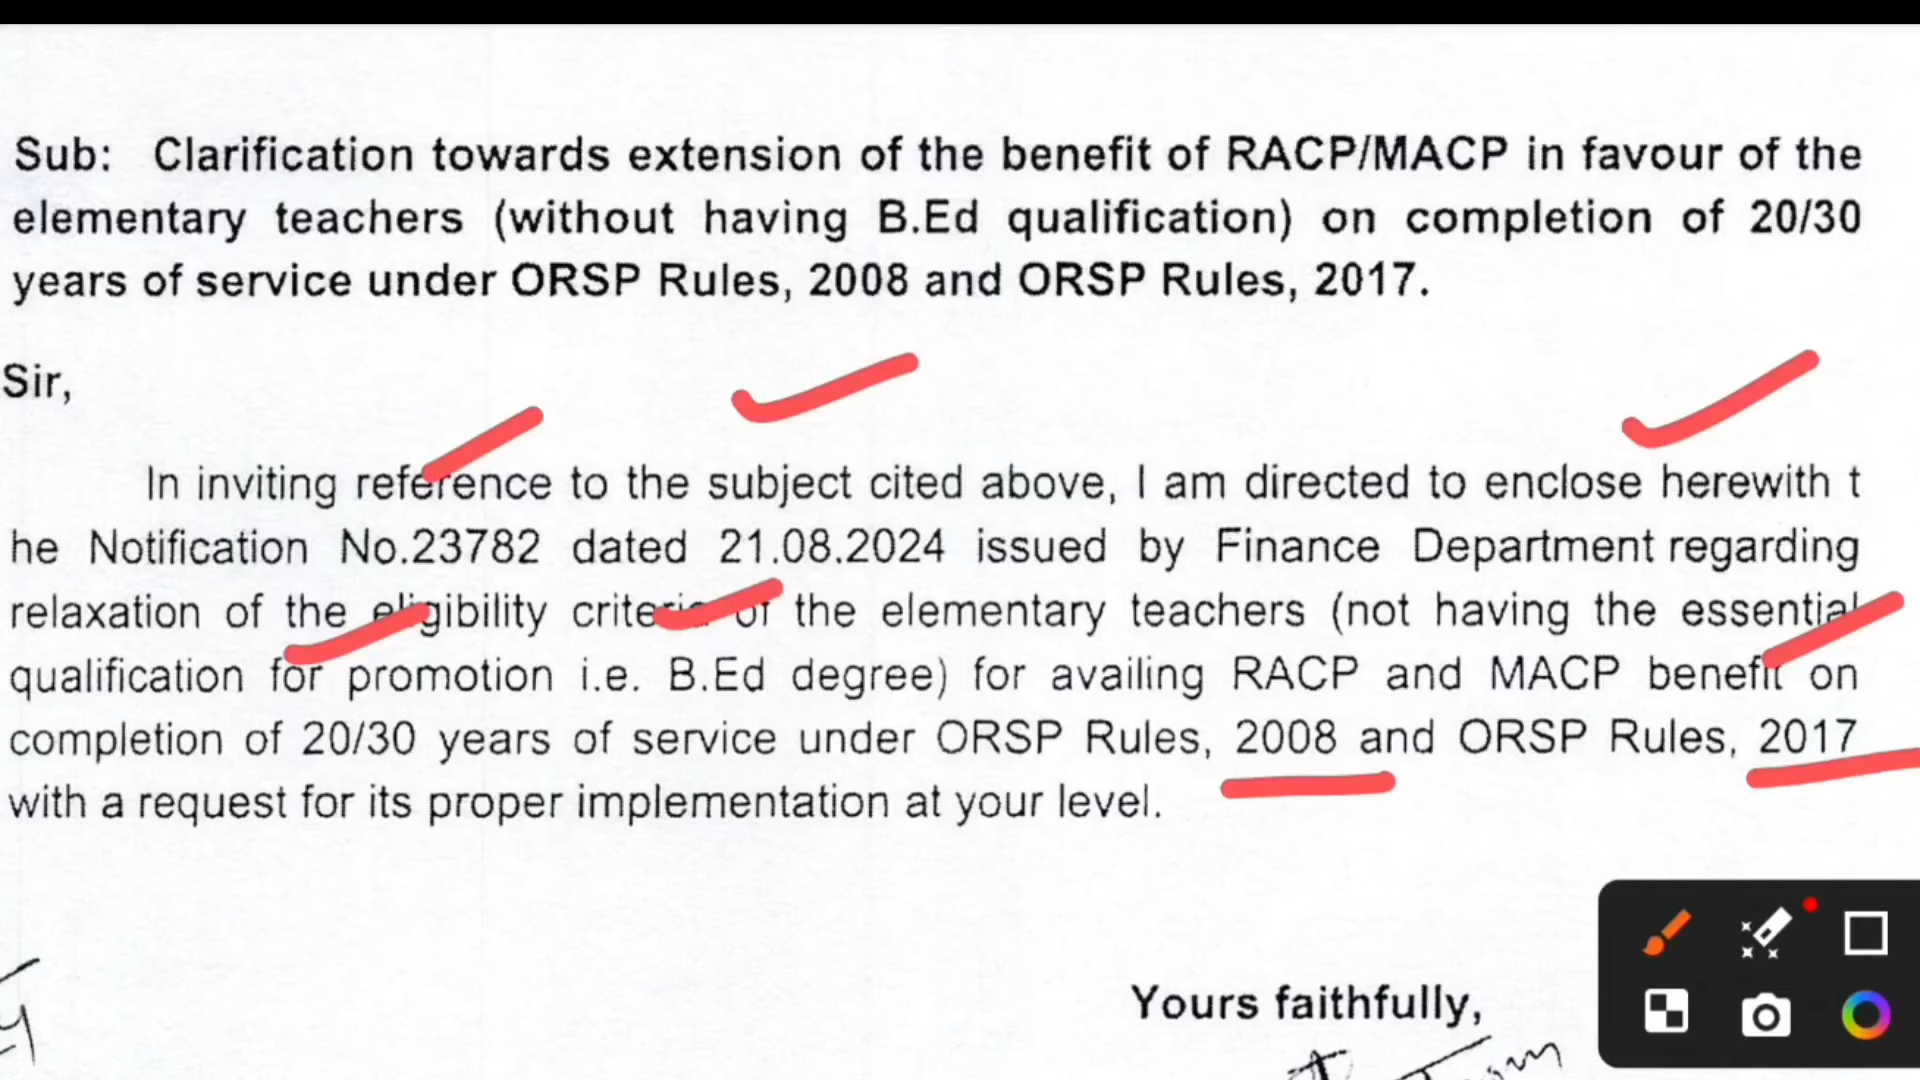 Sub: Clarification towards extension of the benefit of RACP/MACP in favour of the
elementary teachers (without having B.Ed qualification) on completion of 20/30
years of service under ORSP Rules, 2008 and ORSP Rules, 2017.
Sir,
In inviting reference to the subject cited above, I am directed to enclose herewith t
he Notification No.23782 dated 21.08.2024 issued by Finance Department regarding
relaxation of the eligibility criteria of the elementary teachers (not having the essential
qualification for promotion i.e. B.Ed degree) for availing RACP and MACP benefit on
completion of 20/30 years of service under ORSP Rules, 2008 and ORSP Rules, 2017
with a request for its proper implementation at your level.
Yours faithfully,